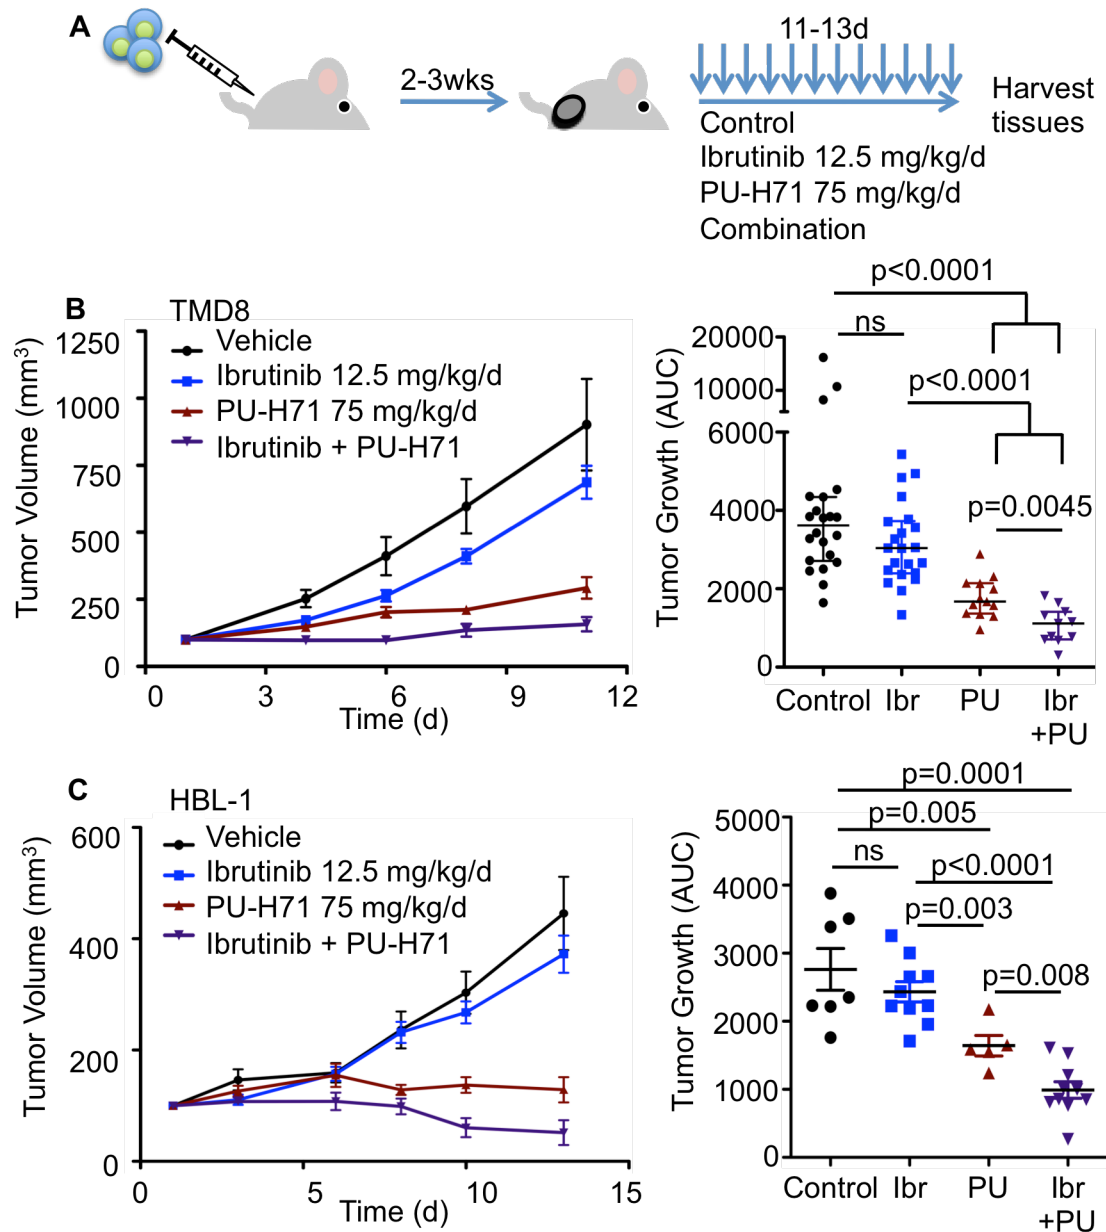 A
2-3wks
11-13d
Control
Ibrutinib 12.5 mg/kg/d
PU-H71 75 mg/kg/d
Combination
Harvest
tissues
B
TMD8
Vehicle
Ibrutinib 12.5 mg/kg/d
PU-H71 75 mg/kg/d
Ibrutinib + PU-H71
Tumor Volume (mm³)
1250
1000
750
500
250
0
0 3 6 9 12
Time (d)
p<0.0001
ns
p<0.0001
p=0.0045
Tumor Growth (AUC)
20000
10000
6000
4000
2000
0
Control Ibr PU Ibr
+PU
C
HBL-1
Vehicle
Ibrutinib 12.5 mg/kg/d
PU-H71 75 mg/kg/d
Ibrutinib + PU-H71
Tumor Volume (mm³)
600
400
200
0
0 5 10 15
Time (d)
p=0.0001
p=0.005
ns
p<0.0001
p=0.003
p=0.008
Tumor Growth (AUC)
5000
4000
3000
2000
1000
0
Control Ibr PU Ibr
+PU